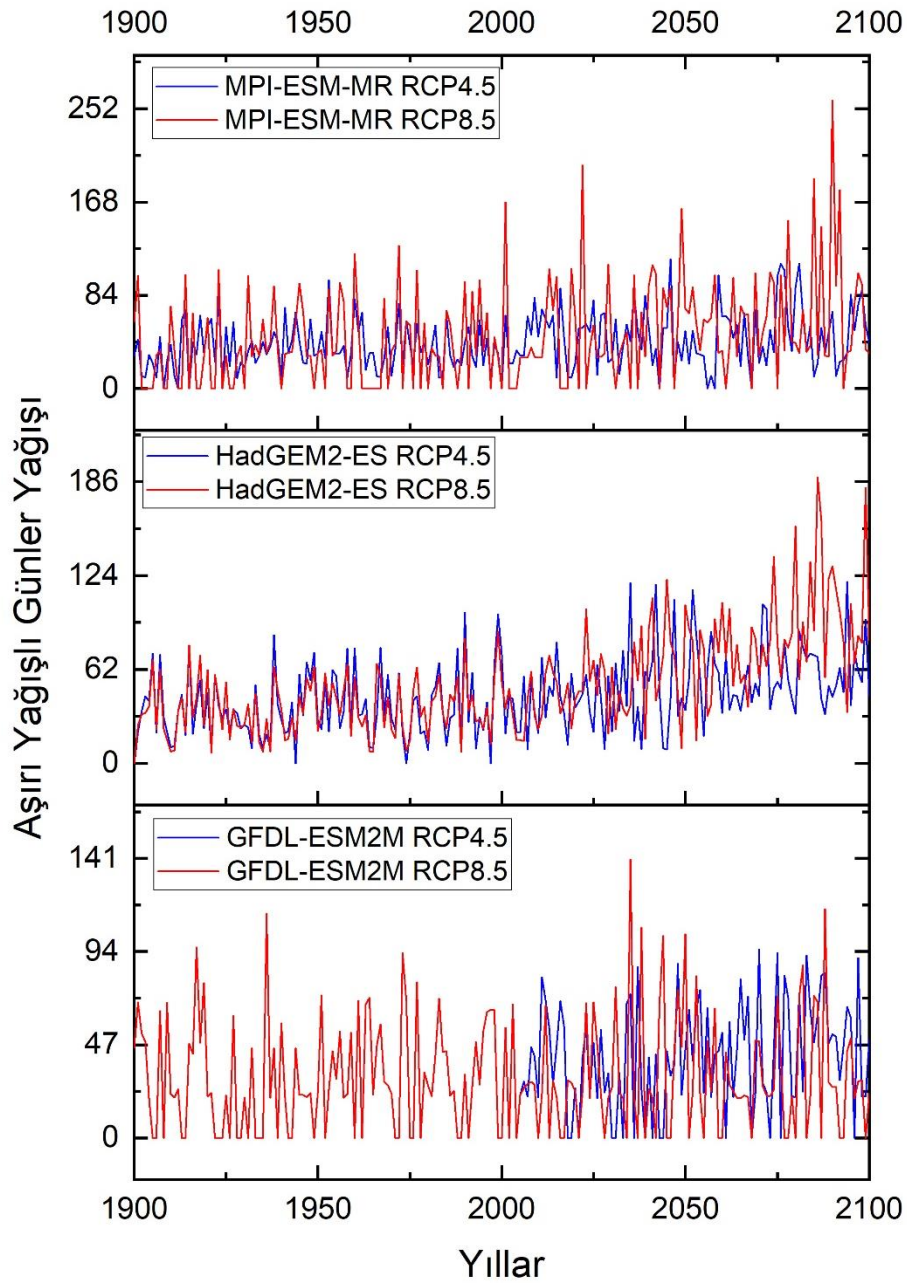 1900 1950 2000 2050 2100
MPI-ESM-MR RCP4.5
MPI-ESM-MR RCP8.5
252
168
84
0
HadGEM2-ES RCP4.5
HadGEM2-ES RCP8.5
186
124
62
0
GFDL-ESM2M RCP4.5
GFDL-ESM2M RCP8.5
141
94
47
0
Aşırı Yağışlı Günler Yağışı
1900 1950 2000 2050 2100
Yıllar